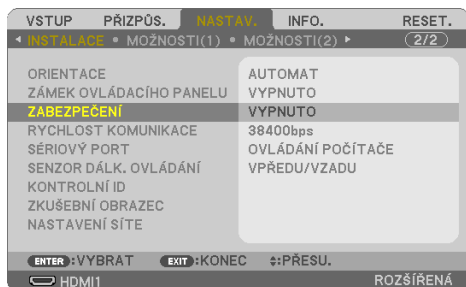 VSTUP PŘIZPŮS. NASTAV. INFO. RESET.
◀ INSTALACE • MOŽNOSTI(1) • MOŽNOSTI(2) ▶ 2/2
ORIENTACE AUTOMAT
ZÁMEK OVLÁDACÍHO PANELU VYPNUTO
ZABEZPEČENÍ VYPNUTO
RYCHLOST KOMUNIKACE 38400bps
SÉRIOVÝ PORT OVLÁDÁNÍ POČÍTAČE
SENZOR DÁLK. OVLÁDÁNÍ VPŘEDU/VZADU
KONTROLNÍ ID
ZKUŠEBNÍ OBRAZEC
NASTAVENÍ SÍTE
ENTER :VYBRAT EXIT :KONEC ⬍:PŘESU.
HDMI1 ROZŠÍŘENÁ